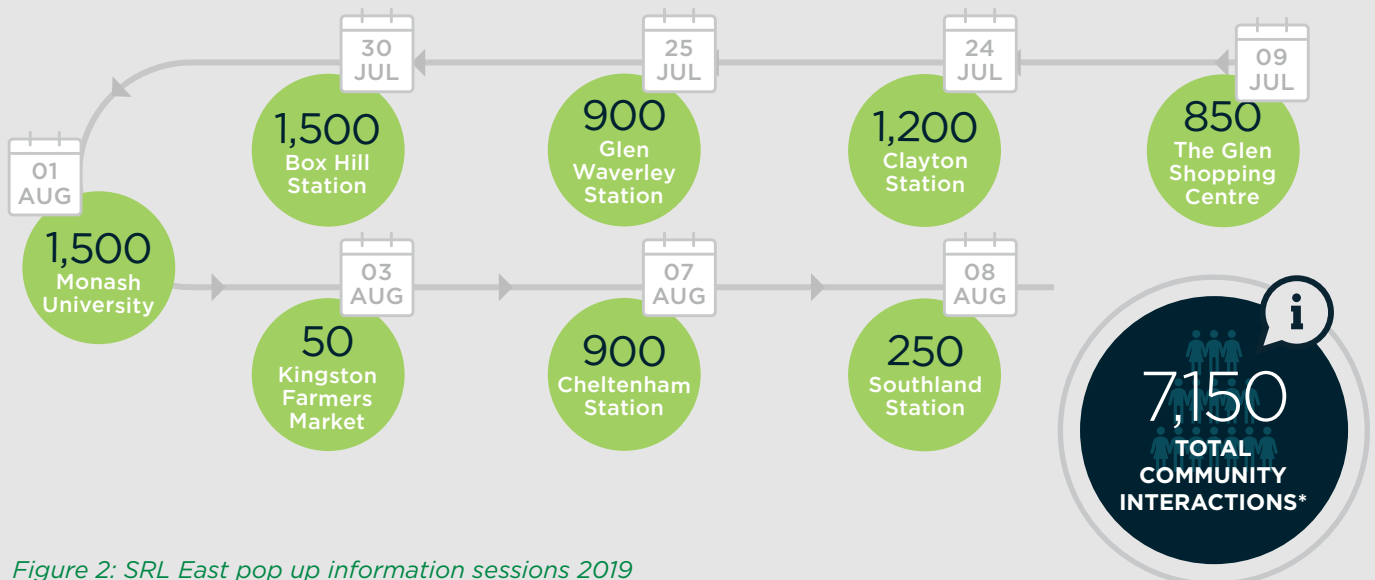 09
JUL
850
The Glen
Shopping
Centre
24
JUL
1,200
Clayton
Station
25
JUL
900
Glen
Waverley
Station
30
JUL
1,500
Box Hill
Station
01
AUG
1,500
Monash
University
03
AUG
50
Kingston
Farmers
Market
07
AUG
900
Cheltenham
Station
08
AUG
250
Southland
Station
i
7,150
TOTAL
COMMUNITY
INTERACTIONS*
Figure 2: SRL East pop up information sessions 2019